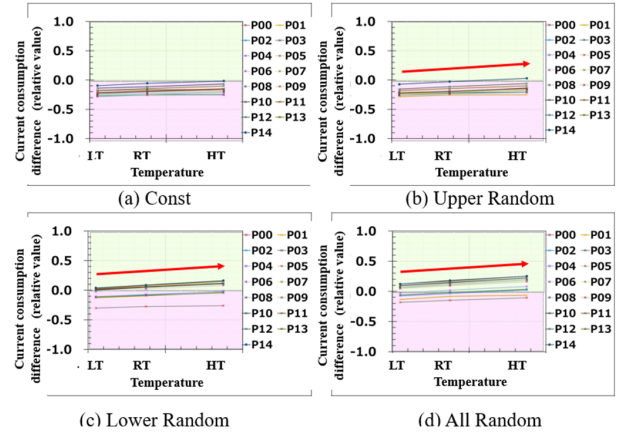 Current consumption
difference (relative value)
1.0
0.5
0.0
-0.5
-1.0
LT RT HT
Temperature
P00 P01
P02 P03
P04 P05
P06 P07
P08 P09
P10 P11
P12 P13
P14
(a) Const
Current consumption
difference (relative value)
1.0
0.5
0.0
-0.5
-1.0
LT RT HT
Temperature
P00 P01
P02 P03
P04 P05
P06 P07
P08 P09
P10 P11
P12 P13
P14
(b) Upper Random
Current consumption
difference (relative value)
1.0
0.5
0.0
-0.5
-1.0
LT RT HT
Temperature
P00 P01
P02 P03
P04 P05
P06 P07
P08 P09
P10 P11
P12 P13
P14
(c) Lower Random
Current consumption
difference (relative value)
1.0
0.5
0.0
-0.5
-1.0
LT RT HT
Temperature
P00 P01
P02 P03
P04 P05
P06 P07
P08 P09
P10 P11
P12 P13
P14
(d) All Random